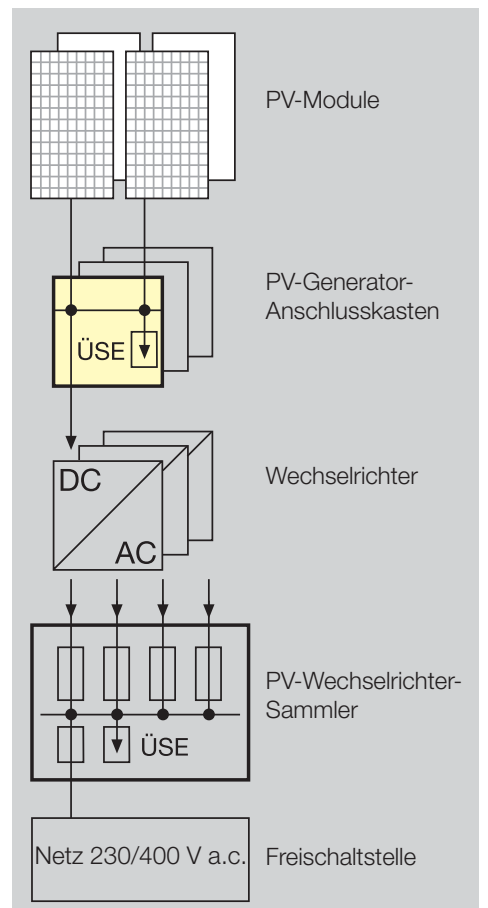 PV-Module
PV-Generator-
Anschlusskasten
ÜSE
Wechselrichter
DC
AC
PV-Wechselrichter-
Sammler
ÜSE
Netz 230/400 V a.c.
Freischaltstelle